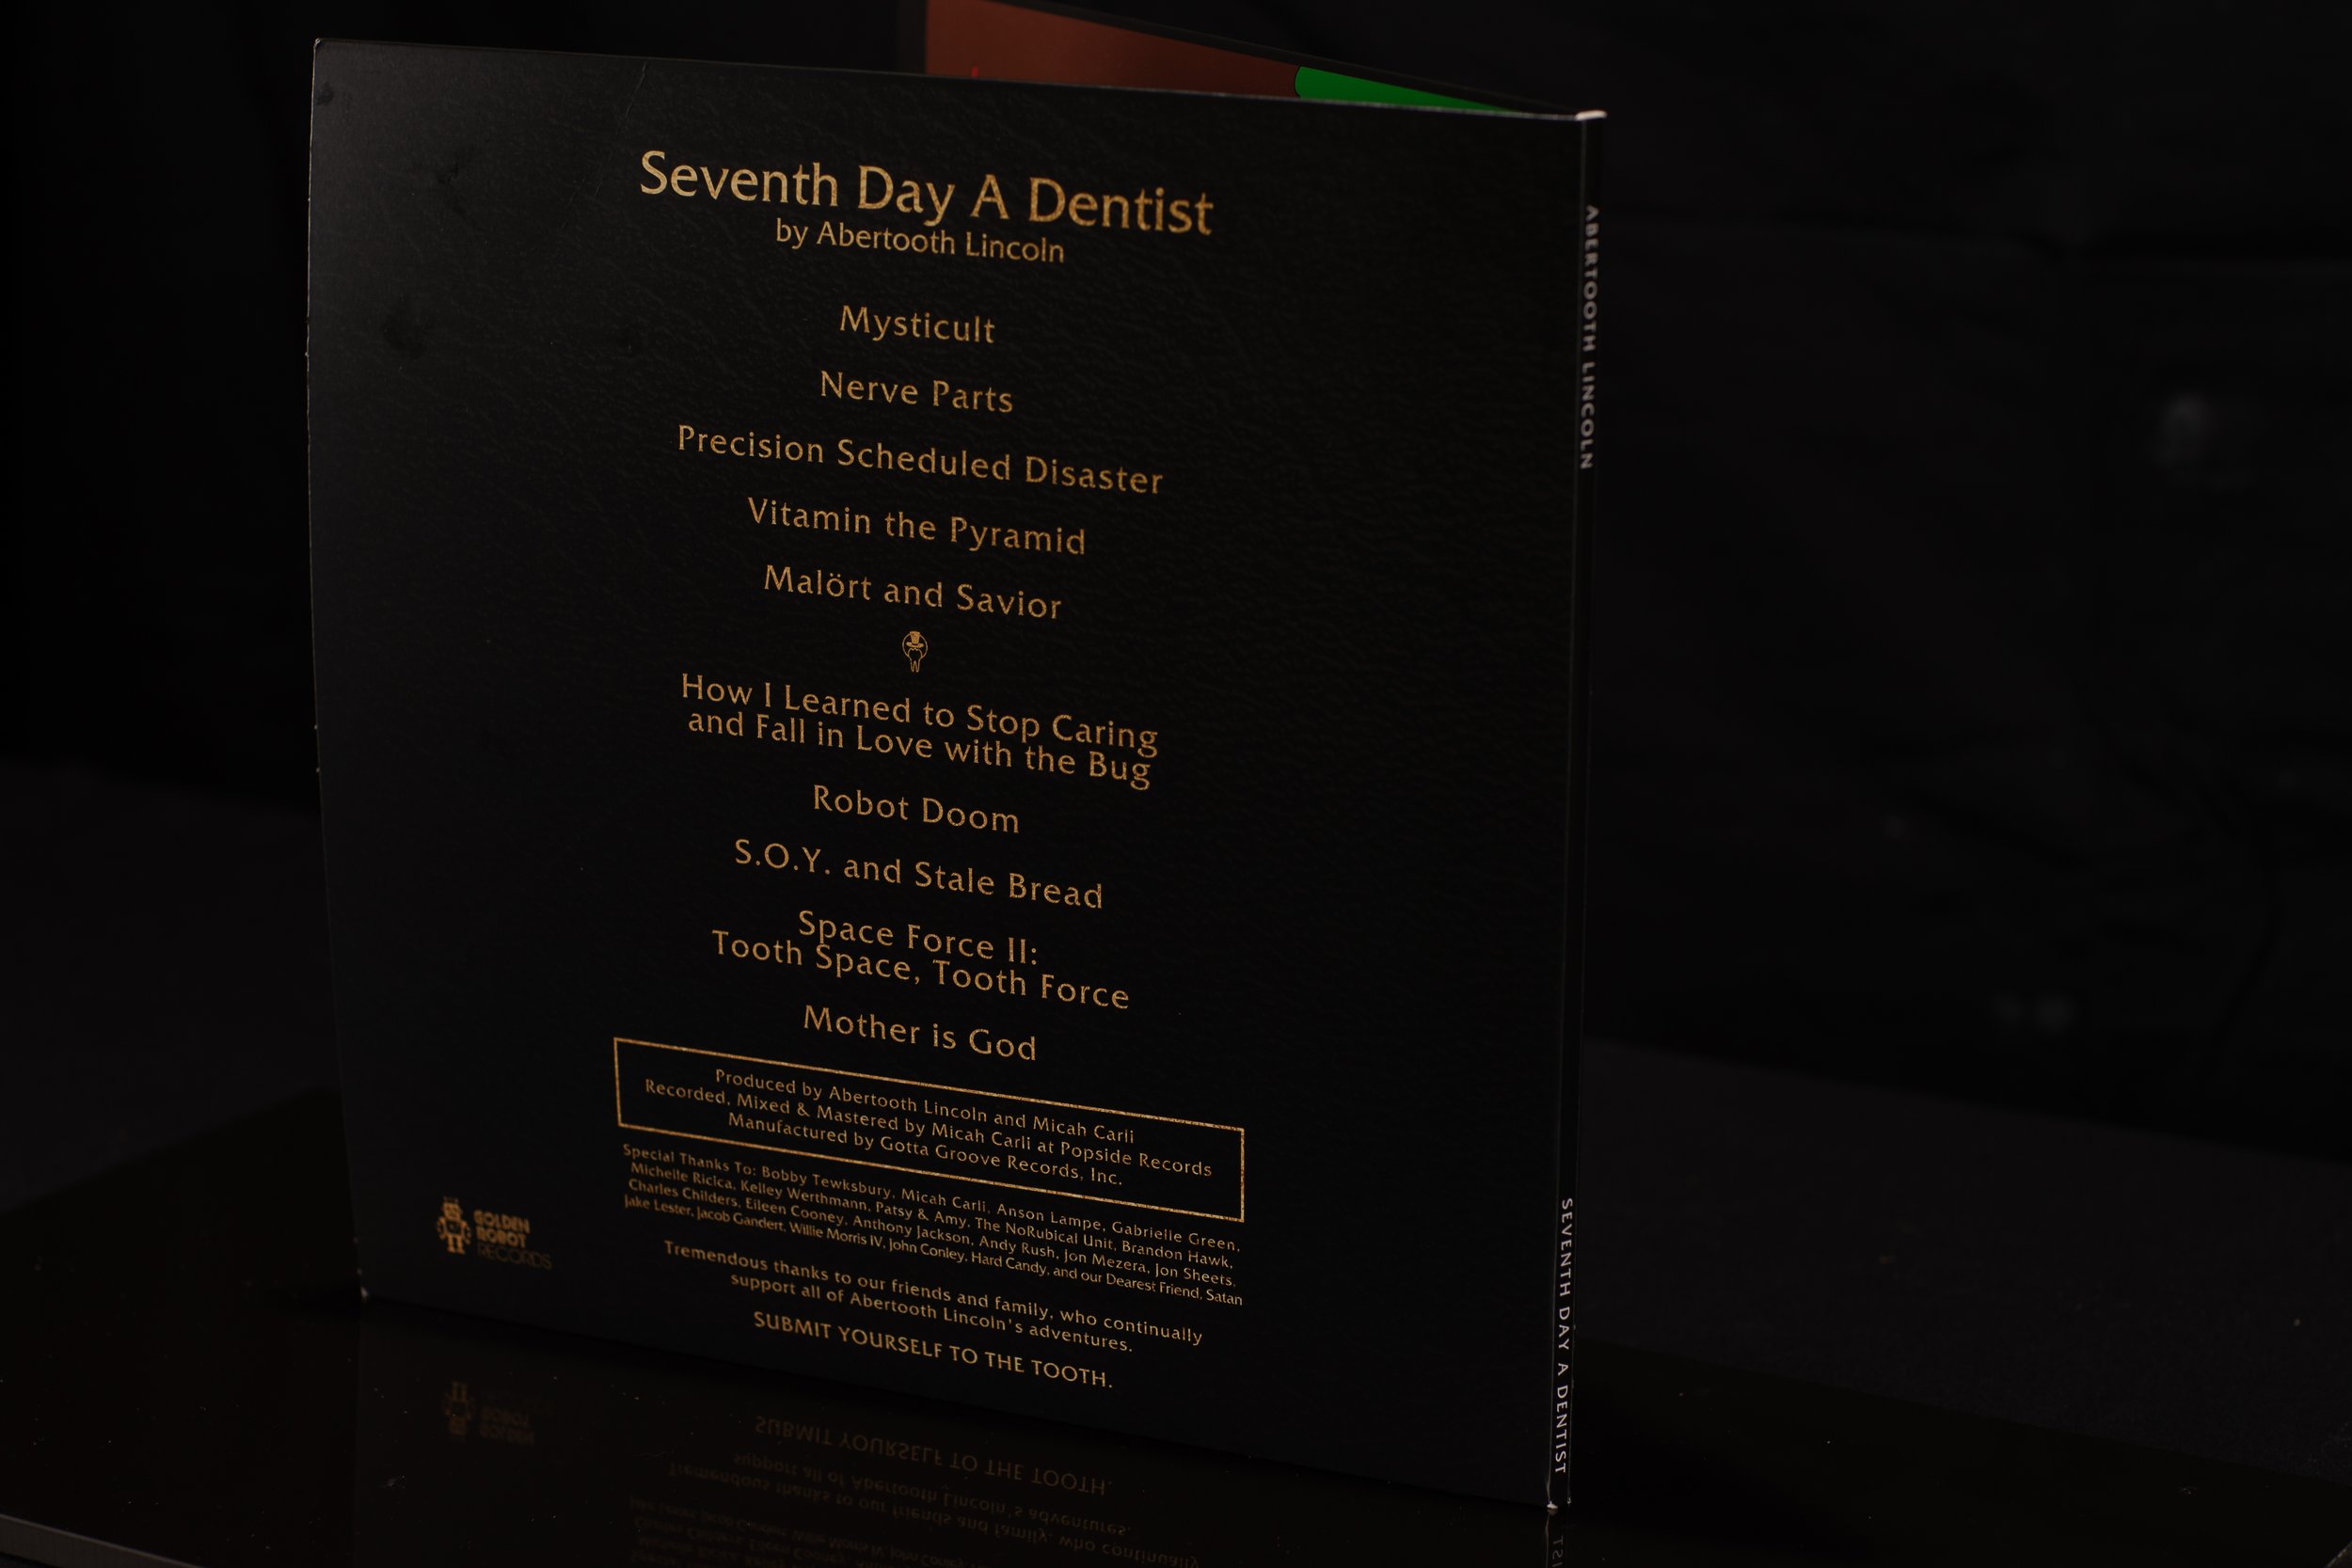 Seventh Day A Dentist
by Abertooth Lincoln
Mysticult
Nerve Parts
Precision Scheduled Disaster
Vitamin the Pyramid
Malört and Savior
How I Learned to Stop Caring
and Fall in Love with the Bug
Robot Doom
S.O.Y. and Stale Bread
Space Force II:
Tooth Space, Tooth Force
Mother is God
Produced by Abertooth Lincoln and Micah Carli
Recorded, Mixed & Mastered by Micah Carli at Popside Records
Manufactured by Gotta Groove Records, Inc.
Special Thanks To: Bobby Tewksbury, Micah Carli, Anson Lampe, Gabrielle Green,
Michelle Riclca, Kelley Werthmann, Patsy & Amy, The NoRubical Unit, Brandon Hawk,
Charles Childers, Eileen Cooney, Anthony Jackson, Andy Rush, Jon Mezera, Jon Sheets,
Jake Lester, Jacob Gandert, Willie Morris IV, John Conley, Hard Candy, and our Dearest Friend, Satan
Tremendous thanks to our friends and family, who continually
support all of Abertooth Lincoln's adventures.
SUBMIT YOURSELF TO THE TOOTH.
GOLDEN
ROBOT
RECORDS
ABERTOOTH LINCOLN
SEVENTH DAY A DENTIST